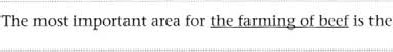 The most important area for the farming of beef is the